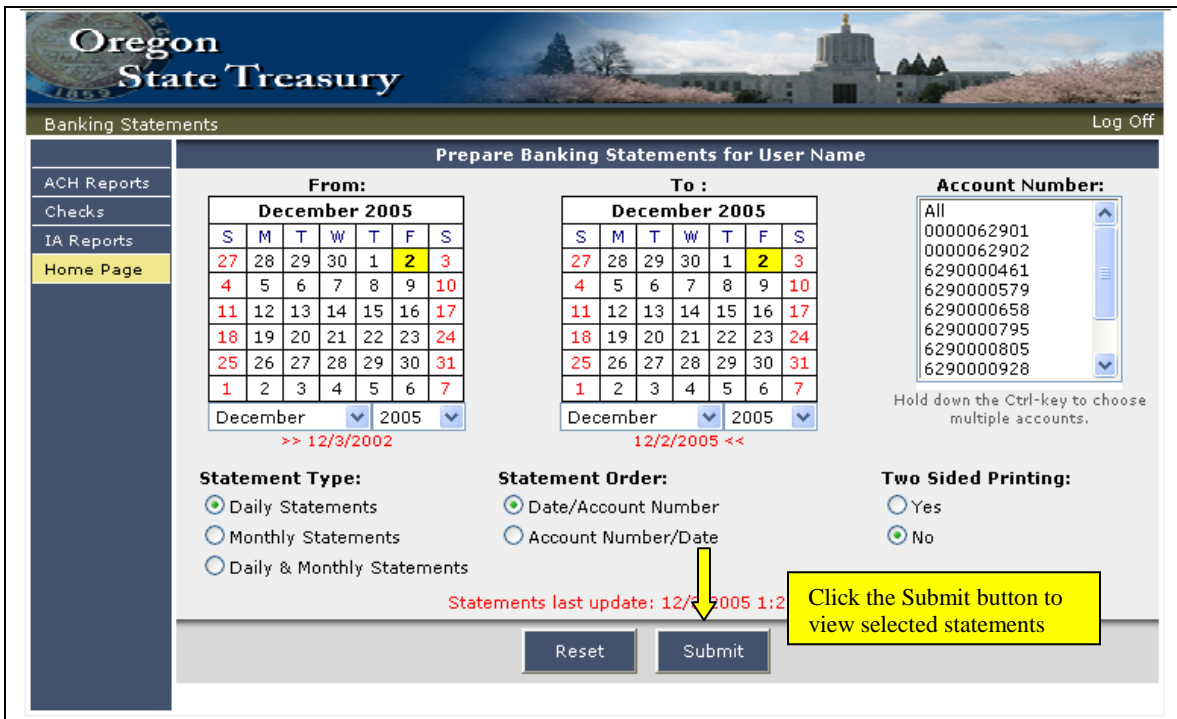 Oregon
State Treasury
1859
Banking Statements Log Off
Prepare Banking Statements for User Name
ACH Reports
Checks
IA Reports
Home Page
From:
December 2005
S M T W T F S
27 28 29 30 1 2 3
4 5 6 7 8 9 10
11 12 13 14 15 16 17
18 19 20 21 22 23 24
25 26 27 28 29 30 31
1 2 3 4 5 6 7
December 2005
>> 12/3/2002
To :
December 2005
S M T W T F S
27 28 29 30 1 2 3
4 5 6 7 8 9 10
11 12 13 14 15 16 17
18 19 20 21 22 23 24
25 26 27 28 29 30 31
1 2 3 4 5 6 7
December 2005
12/2/2005 <<
Account Number:
All
0000062901
0000062902
6290000461
6290000579
6290000658
6290000795
6290000805
6290000928
Hold down the Ctrl-key to choose
multiple accounts.
Statement Type:
Daily Statements
Monthly Statements
Daily & Monthly Statements
Statement Order:
Date/Account Number
Account Number/Date
Two Sided Printing:
Yes
No
Statements last update: 12/ 2005 1:2
Click the Submit button to
view selected statements
Reset Submit